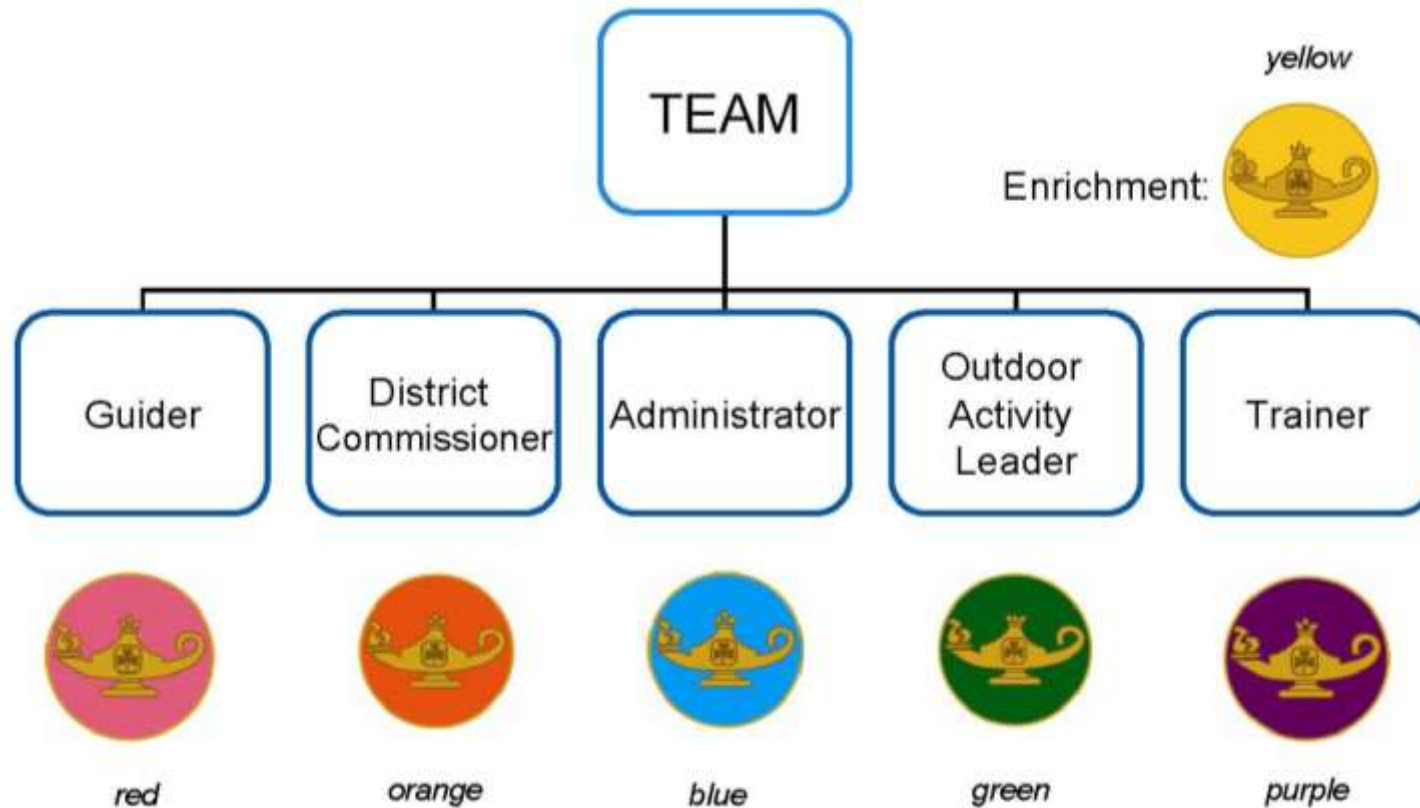 TEAM
yellow
Enrichment:
Guider
District
Commissioner
Administrator
Outdoor
Activity
Leader
Trainer
red
orange
blue
green
purple